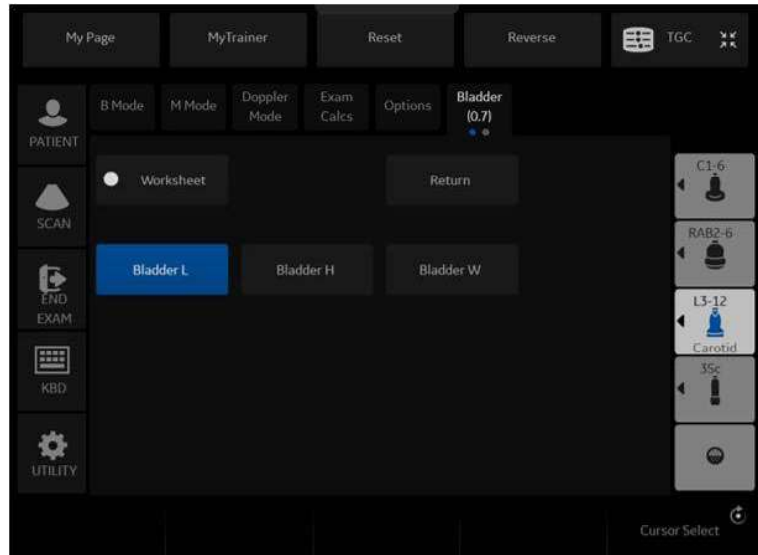 My Page
MyTrainer
Reset
Reverse
TGC
PATIENT
B Mode
M Mode
Doppler
Mode
Exam
Calcs
Options
Bladder
(0.7)
Worksheet
Return
SCAN
Bladder L
Bladder H
Bladder W
END
EXAM
KBD
UTILITY
C1-6
RAB2-6
L3-12
Carotid
3Sc
Cursor Select